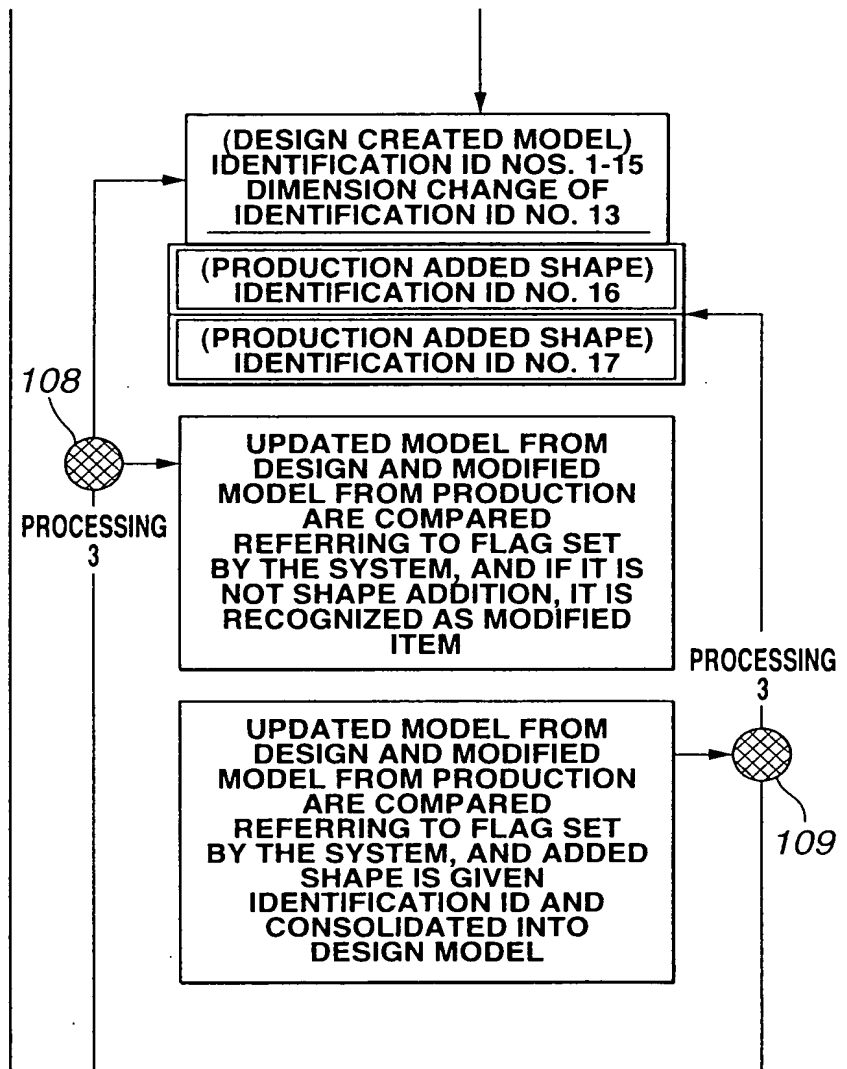 (DESIGN CREATED MODEL)
IDENTIFICATION ID NOS. 1-15
DIMENSION CHANGE OF
IDENTIFICATION ID NO. 13
(PRODUCTION ADDED SHAPE)
IDENTIFICATION ID NO. 16
(PRODUCTION ADDED SHAPE)
IDENTIFICATION ID NO. 17
108
PROCESSING
3
UPDATED MODEL FROM
DESIGN AND MODIFIED
MODEL FROM PRODUCTION
ARE COMPARED
REFERRING TO FLAG SET
BY THE SYSTEM, AND IF IT IS
NOT SHAPE ADDITION, IT IS
RECOGNIZED AS MODIFIED
ITEM
PROCESSING
3
UPDATED MODEL FROM
DESIGN AND MODIFIED
MODEL FROM PRODUCTION
ARE COMPARED
REFERRING TO FLAG SET
BY THE SYSTEM, AND ADDED
SHAPE IS GIVEN
IDENTIFICATION ID AND
CONSOLIDATED INTO
DESIGN MODEL
109